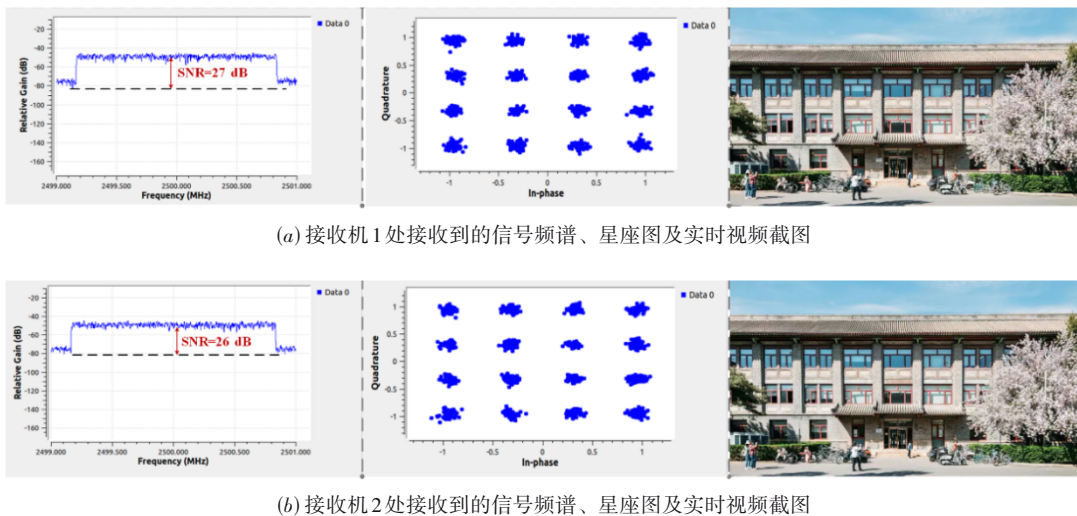 Data 0
-20
-40
-60
-80
-100
-120
-140
-160
Relative Gain (dB)
SNR=27 dB
2499.000
2499.500
2500.000
2500.500
2501.000
Frequency (MHz)
Data 0
1
0.5
0
-0.5
-1
Quadrature
-1
-0.5
0
0.5
1
In-phase
(a) 接收机1处接收到的信号频谱、星座图及实时视频截图
Data 0
-20
-40
-60
-80
-100
-120
-140
-160
Relative Gain (dB)
SNR=26 dB
2499.000
2499.500
2500.000
2500.500
2501.000
Frequency (MHz)
Data 0
1
0.5
0
-0.5
-1
Quadrature
-1
-0.5
0
0.5
1
In-phase
(b) 接收机2处接收到的信号频谱、星座图及实时视频截图